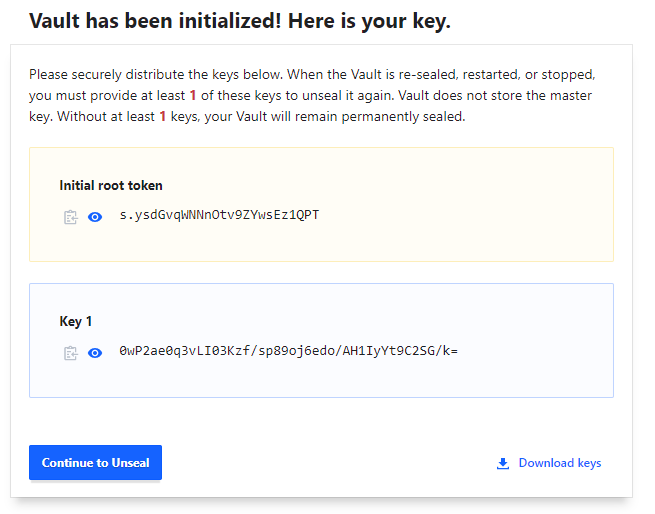 Vault has been initialized! Here is your key.
Please securely distribute the keys below. When the Vault is re-sealed, restarted, or stopped,
you must provide at least 1 of these keys to unseal it again. Vault does not store the master
key. Without at least 1 keys, your Vault will remain permanently sealed.
Initial root token
s.ysdGvqWNNnOtv9ZYwsEz1QPT
Key 1
0wP2ae0q3vLI03Kzf/sp89oj6edo/AH1IyYt9C2SG/k=
Continue to Unseal
Download keys